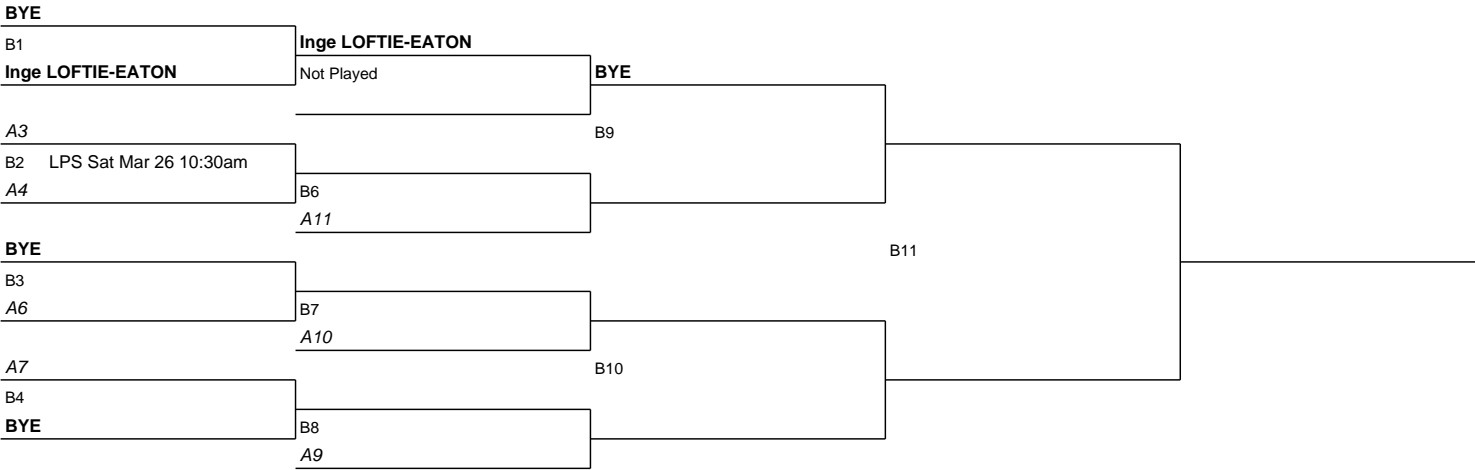 BYE
B1
Inge LOFTIE-EATON
Inge LOFTIE-EATON
Not Played
BYE
A3
B9
B2 LPS Sat Mar 26 10:30am
A4
B6
A11
BYE
B11
B3
A6
B7
A10
A7
B10
B4
BYE
B8
A9